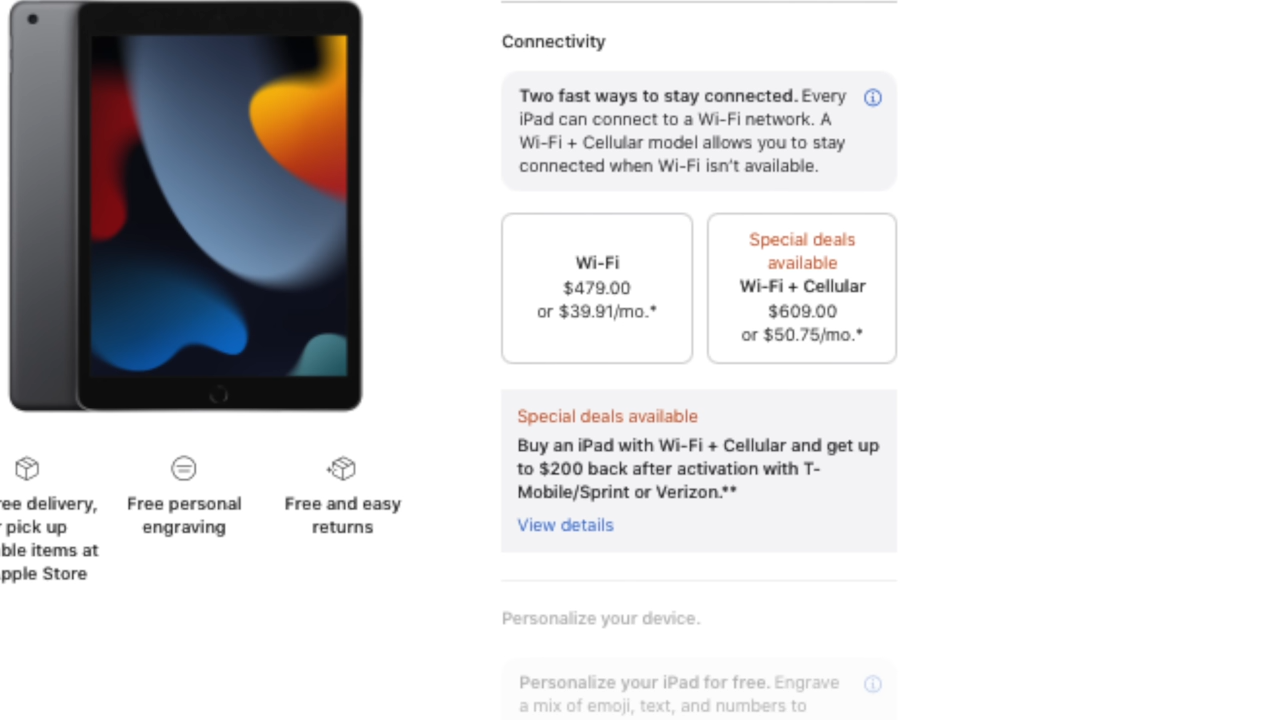 Connectivity
Two fast ways to stay connected. Every
iPad can connect to a Wi-Fi network. A
Wi-Fi + Cellular model allows you to stay
connected when Wi-Fi isn't available.
Wi-Fi
$479.00
or $39.91/mo.*
Special deals
available
Wi-Fi + Cellular
$609.00
or $50.75/mo.*
Special deals available
Buy an iPad with Wi-Fi + Cellular and get up
to $200 back after activation with T-
Mobile/Sprint or Verizon.**
View details
delivery,
pick up
items at
Store
Free personal
engraving
Free and easy
returns
Personalize your device.
Personalize your iPad for free. Engrave
a mix of emoji, text, and numbers to